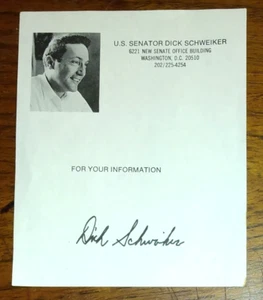 U.S. SENATOR DICK SCHWEIKER
6221 NEW SENATE OFFICE BUILDING
WASHINGTON, D.C. 20510
202/225-4254
FOR YOUR INFORMATION
Dick Schweiker